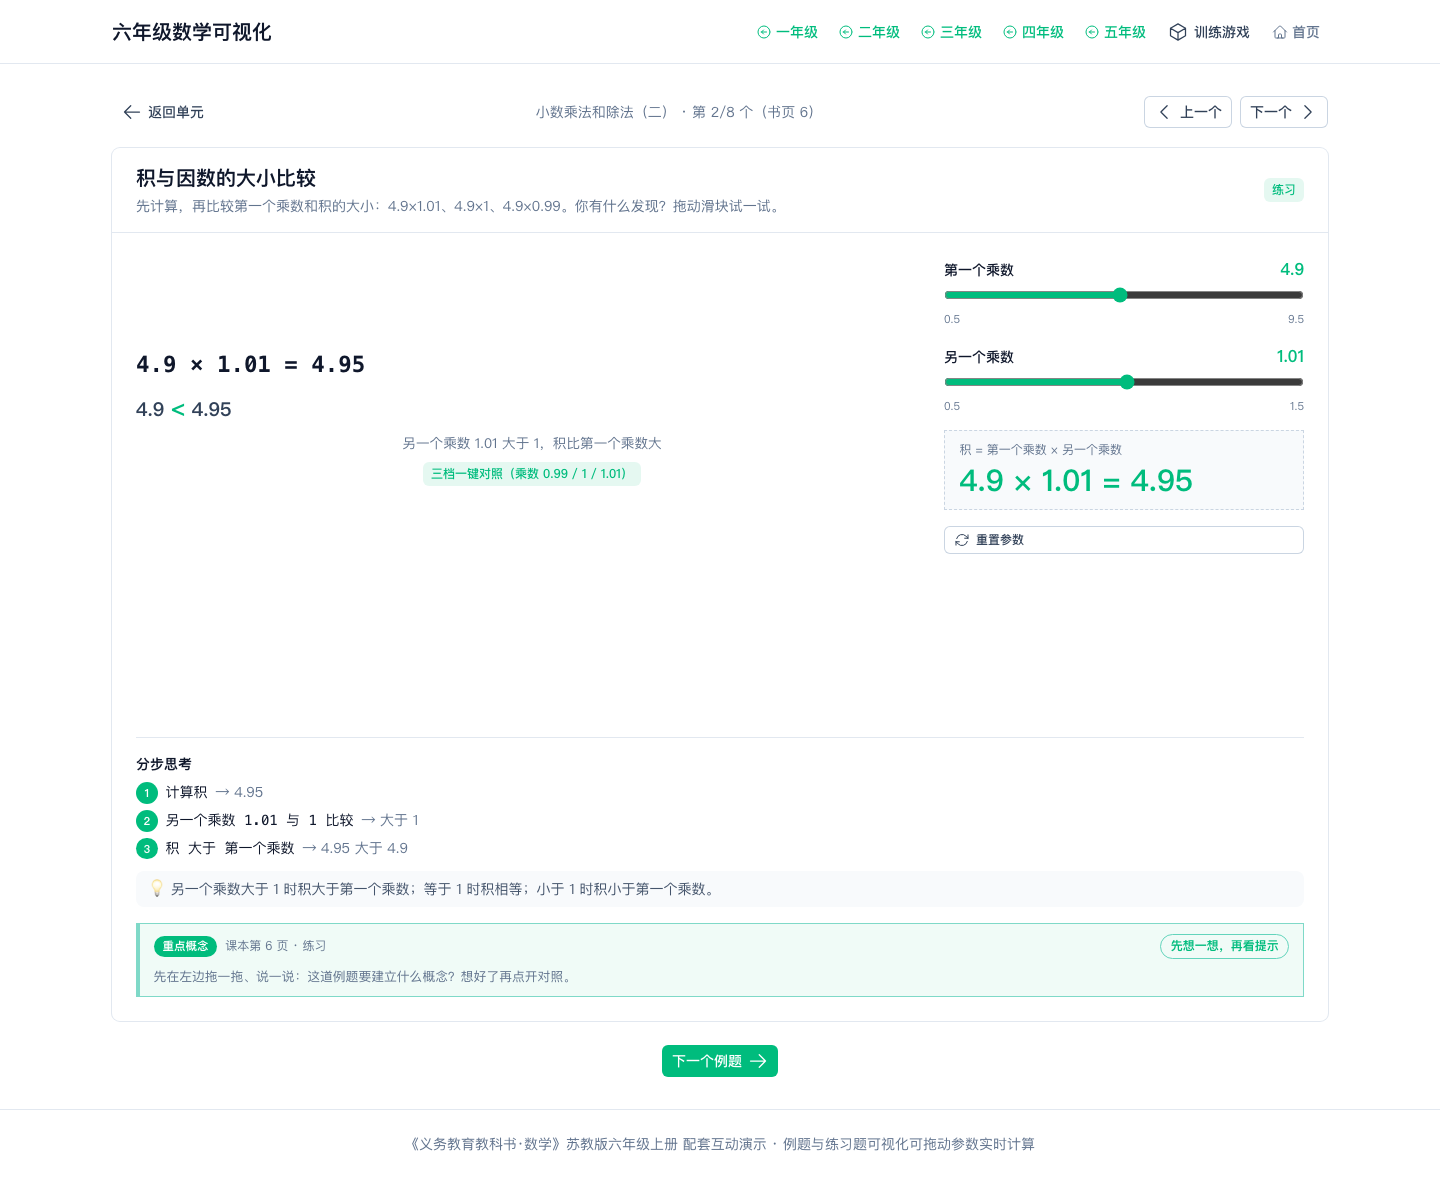 六年级数学可视化
一年级 二年级 三年级 四年级 五年级 训练游戏 首页
返回单元
小数乘法和除法（二） · 第 2/8 个（书页 6）
上一个 下一个
积与因数的大小比较
先计算，再比较第一个乘数和积的大小：4.9×1.01、4.9×1、4.9×0.99。你有什么发现？拖动滑块试一试。
练习
4.9 × 1.01 = 4.95
4.9 < 4.95
另一个乘数 1.01 大于 1，积比第一个乘数大
三档一键对照（乘数 0.99 / 1 / 1.01）
第一个乘数 4.9
0.5 9.5
另一个乘数 1.01
0.5 1.5
积 = 第一个乘数 × 另一个乘数
4.9 × 1.01 = 4.95
重置参数
分步思考
1 计算积 → 4.95
2 另一个乘数 1.01 与 1 比较 → 大于 1
3 积 大于 第一个乘数 → 4.95 大于 4.9
💡 另一个乘数大于 1 时积大于第一个乘数；等于 1 时积相等；小于 1 时积小于第一个乘数。
重点概念 课本第 6 页 · 练习
先想一想，再看提示
先在左边拖一拖、说一说：这道例题要建立什么概念？想好了再点开对照。
下一个例题 →
《义务教育教科书·数学》苏教版六年级上册 配套互动演示 · 例题与练习题可视化可拖动参数实时计算